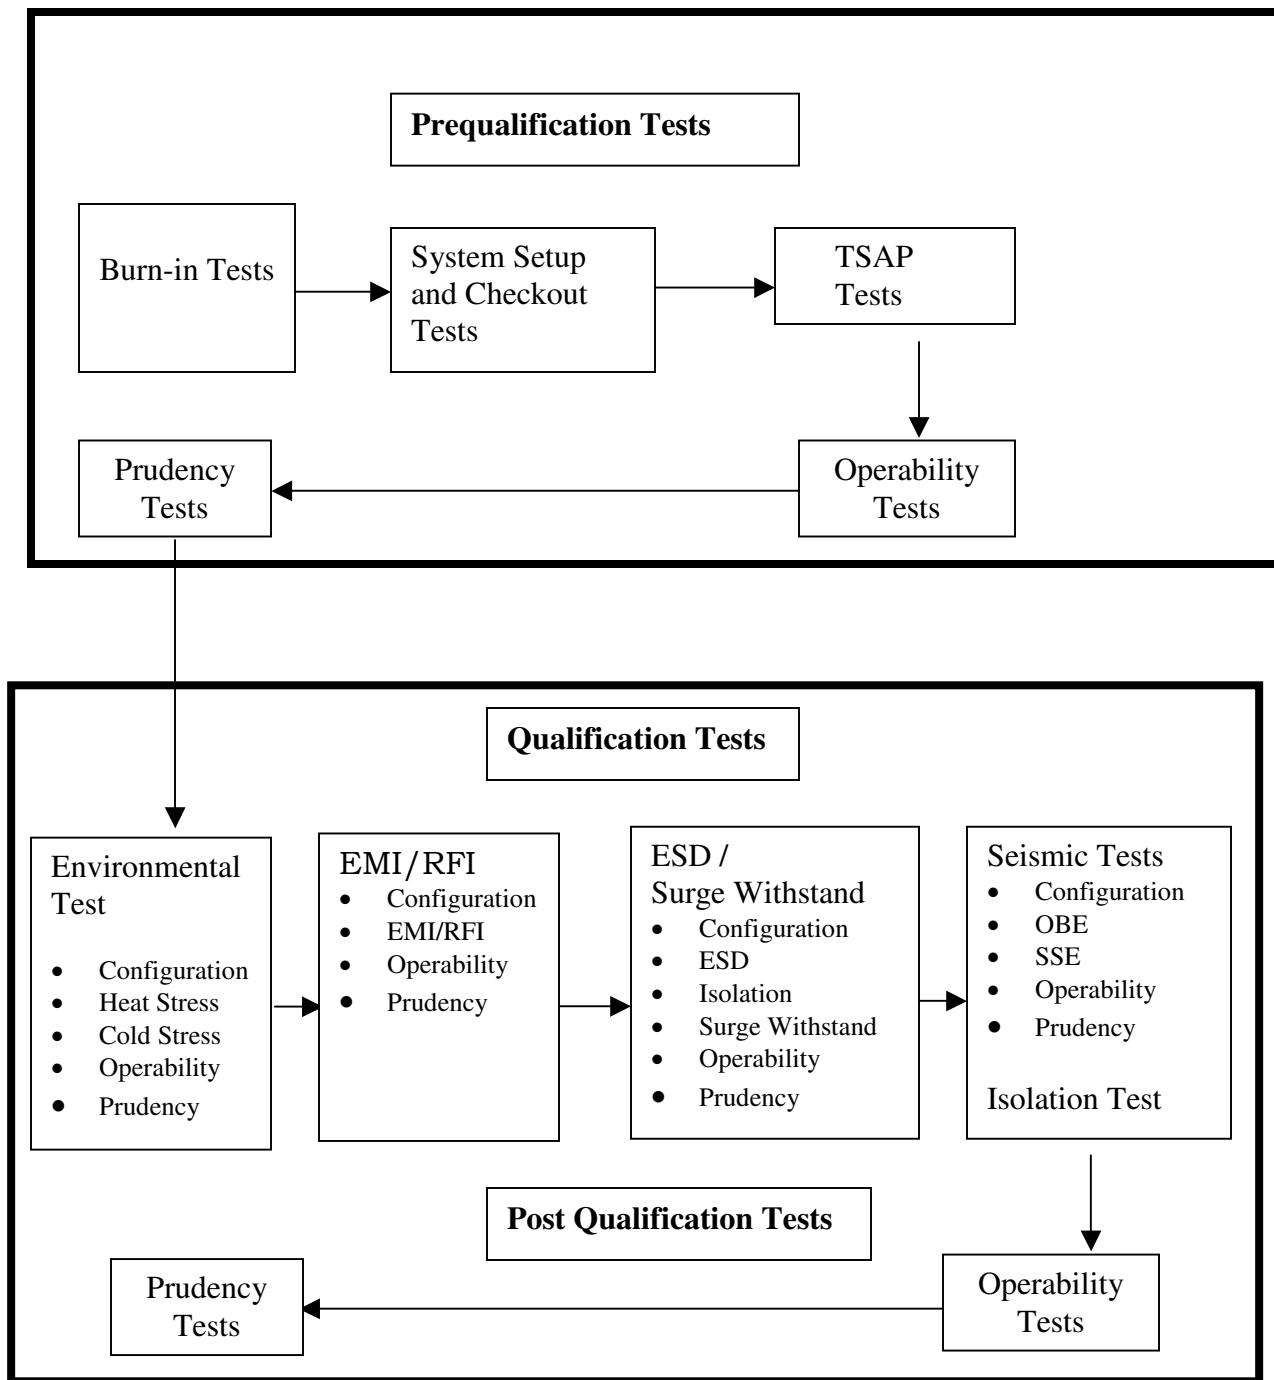 Prequalification Tests
Burn-in Tests
System Setup
and Checkout
Tests
TSAP
Tests
Prudency
Tests
Operability
Tests
Qualification Tests
Environmental
Test
• Configuration
• Heat Stress
• Cold Stress
• Operability
• Prudency
EMI/RFI
• Configuration
• EMI/RFI
• Operability
• Prudency
ESD /
Surge Withstand
• Configuration
• ESD
• Isolation
• Surge Withstand
• Operability
• Prudency
Seismic Tests
• Configuration
• OBE
• SSE
• Operability
• Prudency
Isolation Test
Post Qualification Tests
Prudency
Tests
Operability
Tests